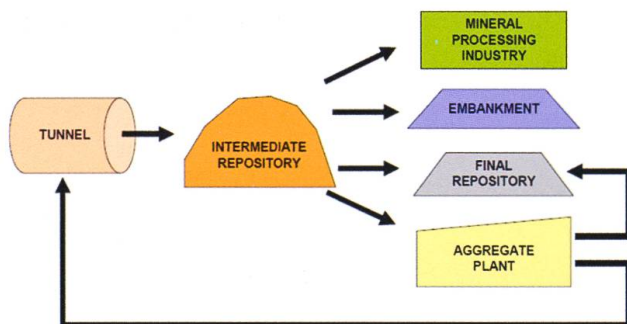 MINERAL
PROCESSING
INDUSTRY
EMBANKMENT
TUNNEL
INTERMEDIATE
REPOSITORY
FINAL
REPOSITORY
AGGREGATE
PLANT